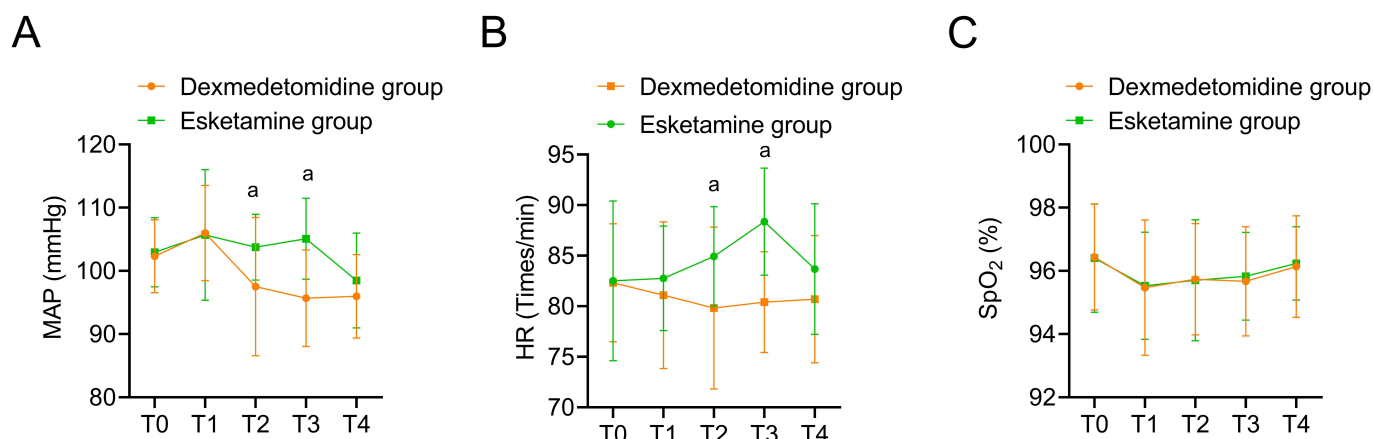 A
Dexmedetomidine group
Esketamine group
120
110
100
90
80
MAP (mmHg)
a
a
T0 T1 T2 T3 T4
B
Dexmedetomidine group
Esketamine group
95
90
85
80
75
70
HR (Times/min)
a
a
T0 T1 T2 T3 T4
C
Dexmedetomidine group
Esketamine group
100
98
96
94
92
SpO₂ (%)
T0 T1 T2 T3 T4